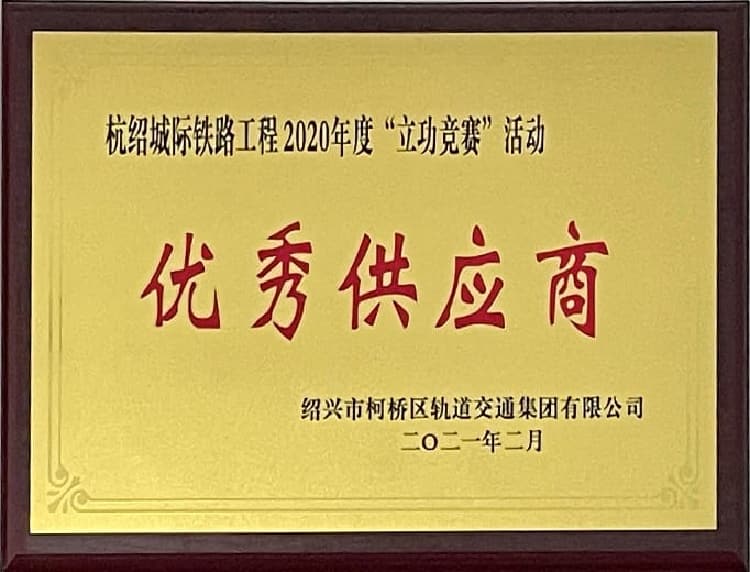 杭绍城际铁路工程2020年度“立功竞赛”活动
优秀供应商
绍兴市柯桥区轨道交通集团有限公司
二〇二一年二月